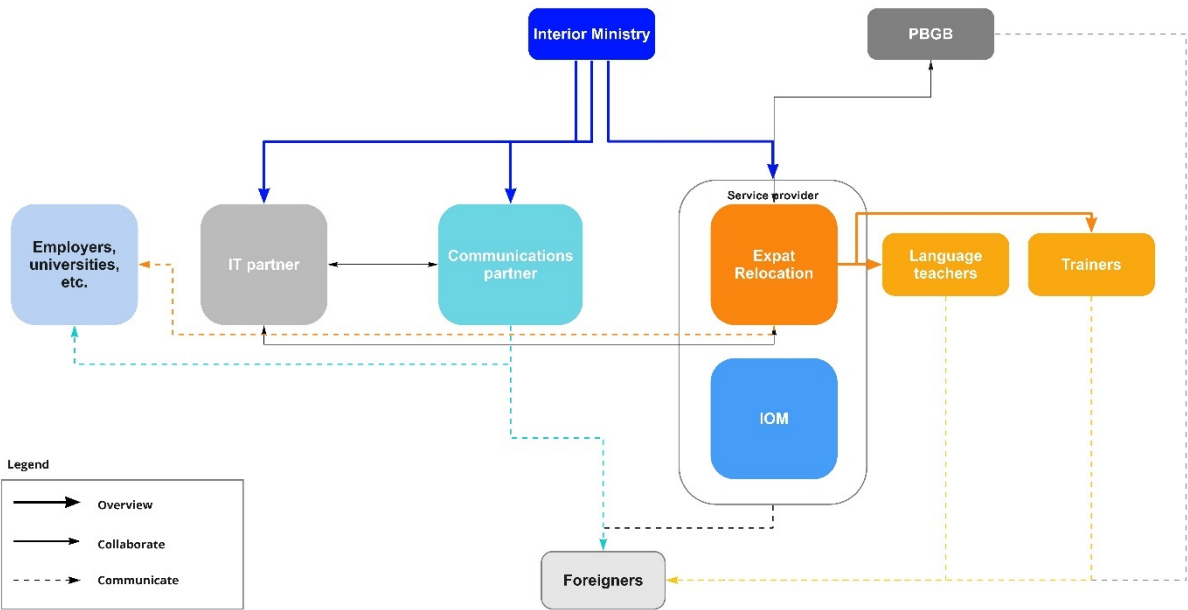 Interior Ministry
PBGB
Service provider
Employers,
universities,
etc.
IT partner
Communications
partner
Expat
Relocation
Language
teachers
Trainers
IOM
Legend
Overview
Collaborate
Communicate
Foreigners